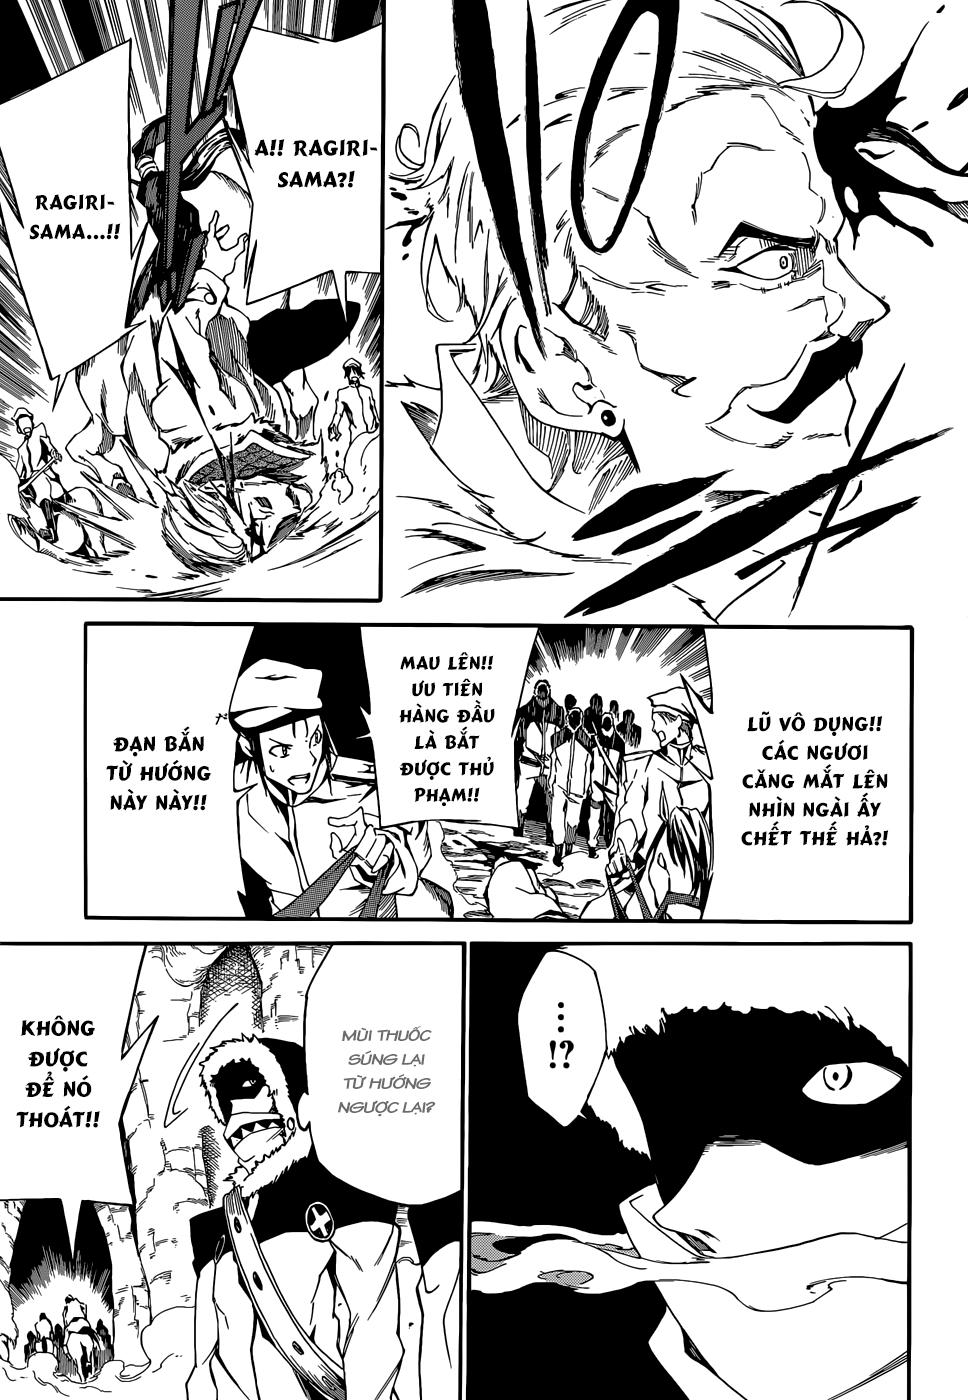 A!! RAGIRI-
SAMA?!
RAGIRI-
SAMA...!!
LŨ VÔ DỤNG!!
CÁC NGƯƠI
CĂNG MẮT LÊN
NHÌN NGÀI ẤY
CHẾT THẾ HẢ?!
MAU LÊN!!
ƯU TIÊN
HÀNG ĐẦU
LÀ BẮT
ĐƯỢC THỦ
PHẠM!!
ĐẠN BẮN
TỪ HƯỚNG
NÀY NÀY!!
...!?
MÙI THUỐC
SÚNG LẠI
TỪ HƯỚNG
NGƯỢC LẠI?
KHÔNG
ĐƯỢC
ĐỂ NÓ
THOÁT!!